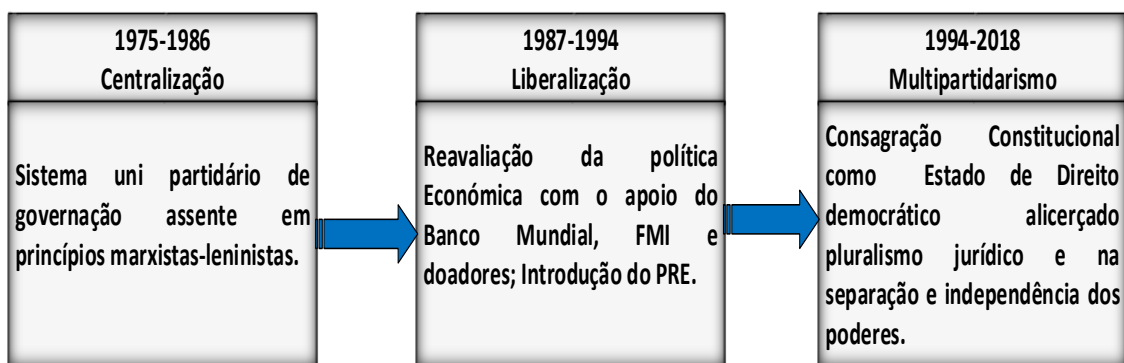 1975-1986
Centralização
Sistema uni partidário de
governação assente em
princípios marxistas-leninistas.
1987-1994
Liberalização
Reavaliação da política
Económica com o apoio do
Banco Mundial, FMI e
doadores; Introdução do PRE.
1994-2018
Multipartidarismo
Consagração Constitucional
como Estado de Direito
democrático alicerçado
pluralismo jurídico e na
separação e independência dos
poderes.